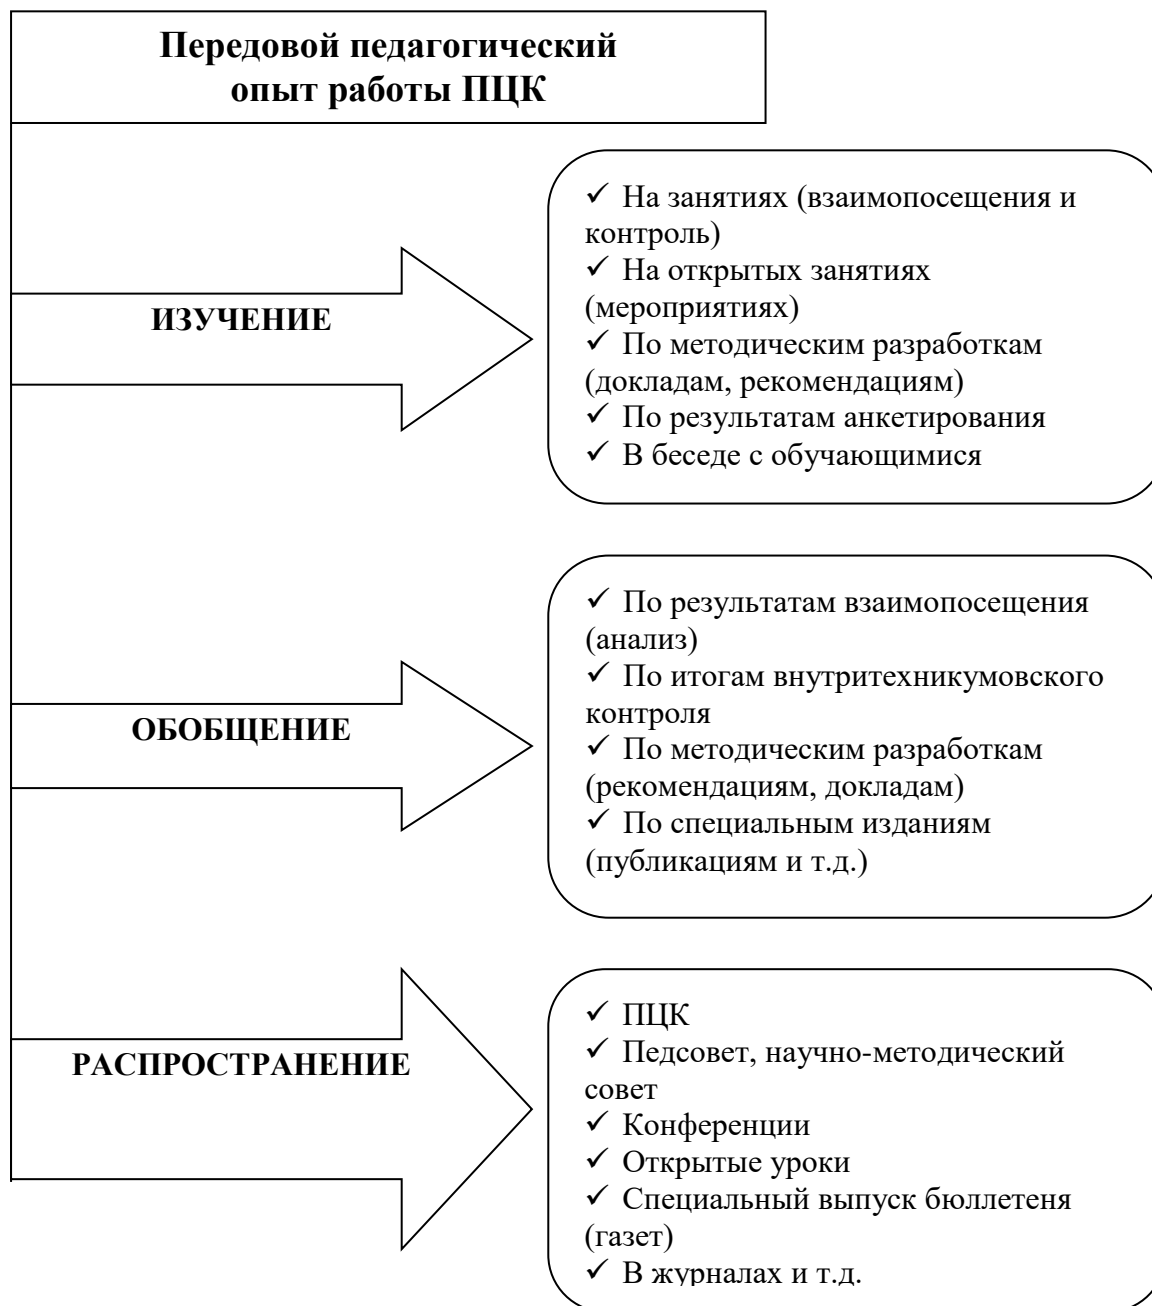 Передовой педагогический
опыт работы ПЦК
ИЗУЧЕНИЕ
✓ На занятиях (взаимопосещения и
контроль)
✓ На открытых занятиях
(мероприятиях)
✓ По методическим разработкам
(докладам, рекомендациям)
✓ По результатам анкетирования
✓ В беседе с обучающимися
ОБОБЩЕНИЕ
✓ По результатам взаимопосещения
(анализ)
✓ По итогам внутритехникумовского
контроля
✓ По методическим разработкам
(рекомендациям, докладам)
✓ По специальным изданиям
(публикациям и т.д.)
РАСПРОСТРАНЕНИЕ
✓ ПЦК
✓ Педсовет, научно-методический
совет
✓ Конференции
✓ Открытые уроки
✓ Специальный выпуск бюллетеня
(газет)
✓ В журналах и т.д.